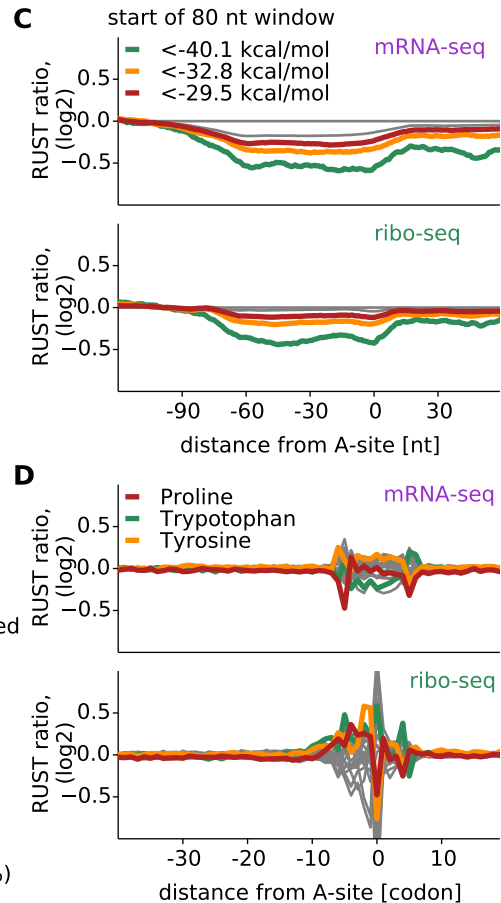 C
start of 80 nt window
mRNA-seq
<-40.1 kcal/mol
<-32.8 kcal/mol
<-29.5 kcal/mol
RUST ratio,
(log2)
0.5
0.0
−0.5
ribo-seq
RUST ratio,
(log2)
0.5
0.0
−0.5
-90 -60 -30 0 30
distance from A-site [nt]
D
mRNA-seq
Proline
Trypotophan
Tyrosine
RUST ratio,
(log2)
0.5
0.0
−0.5
ed
ribo-seq
RUST ratio,
(log2)
0.5
0.0
−0.5
-30 -20 -10 0 10
distance from A-site [codon]